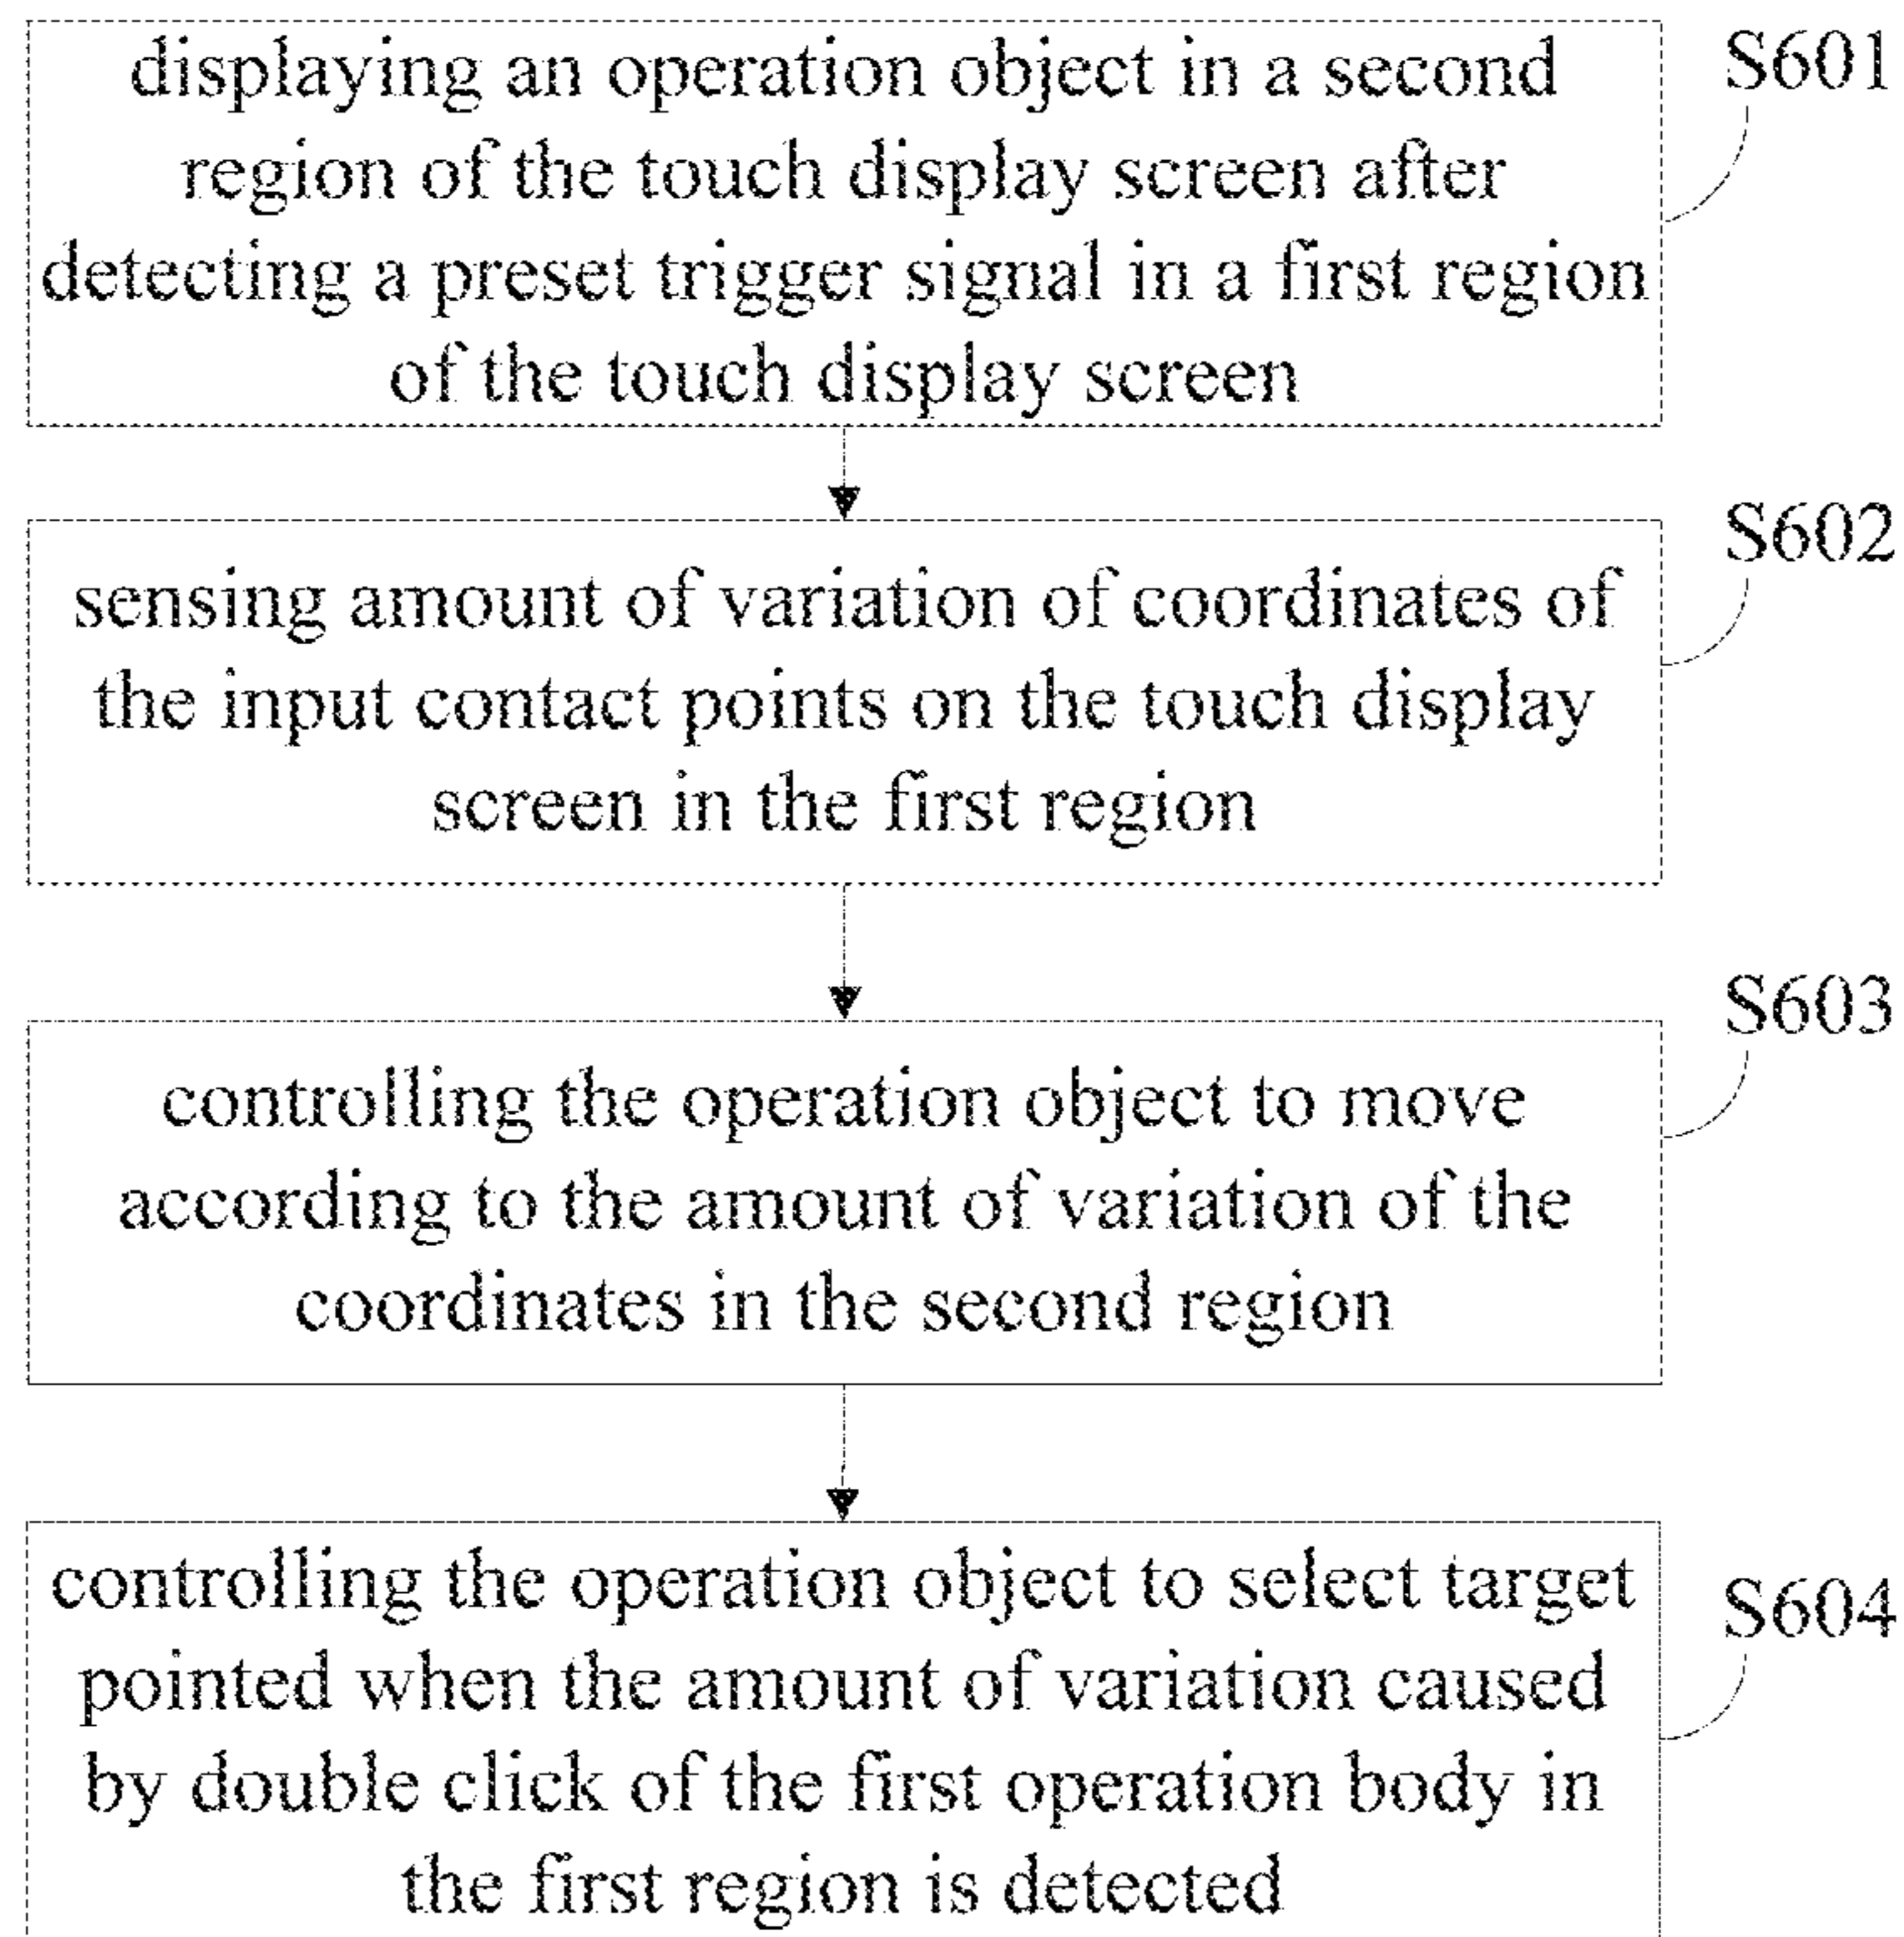 displaying an operation object in a second
region of the touch display screen after
detecting a preset trigger signal in a first region
of the touch display screen
S601
sensing amount of variation of coordinates of
the input contact points on the touch display
screen in the first region
S602
controlling the operation object to move
according to the amount of variation of the
coordinates in the second region
S603
controlling the operation object to select target
pointed when the amount of variation caused
by double click of the first operation body in
the first region is detected
S604